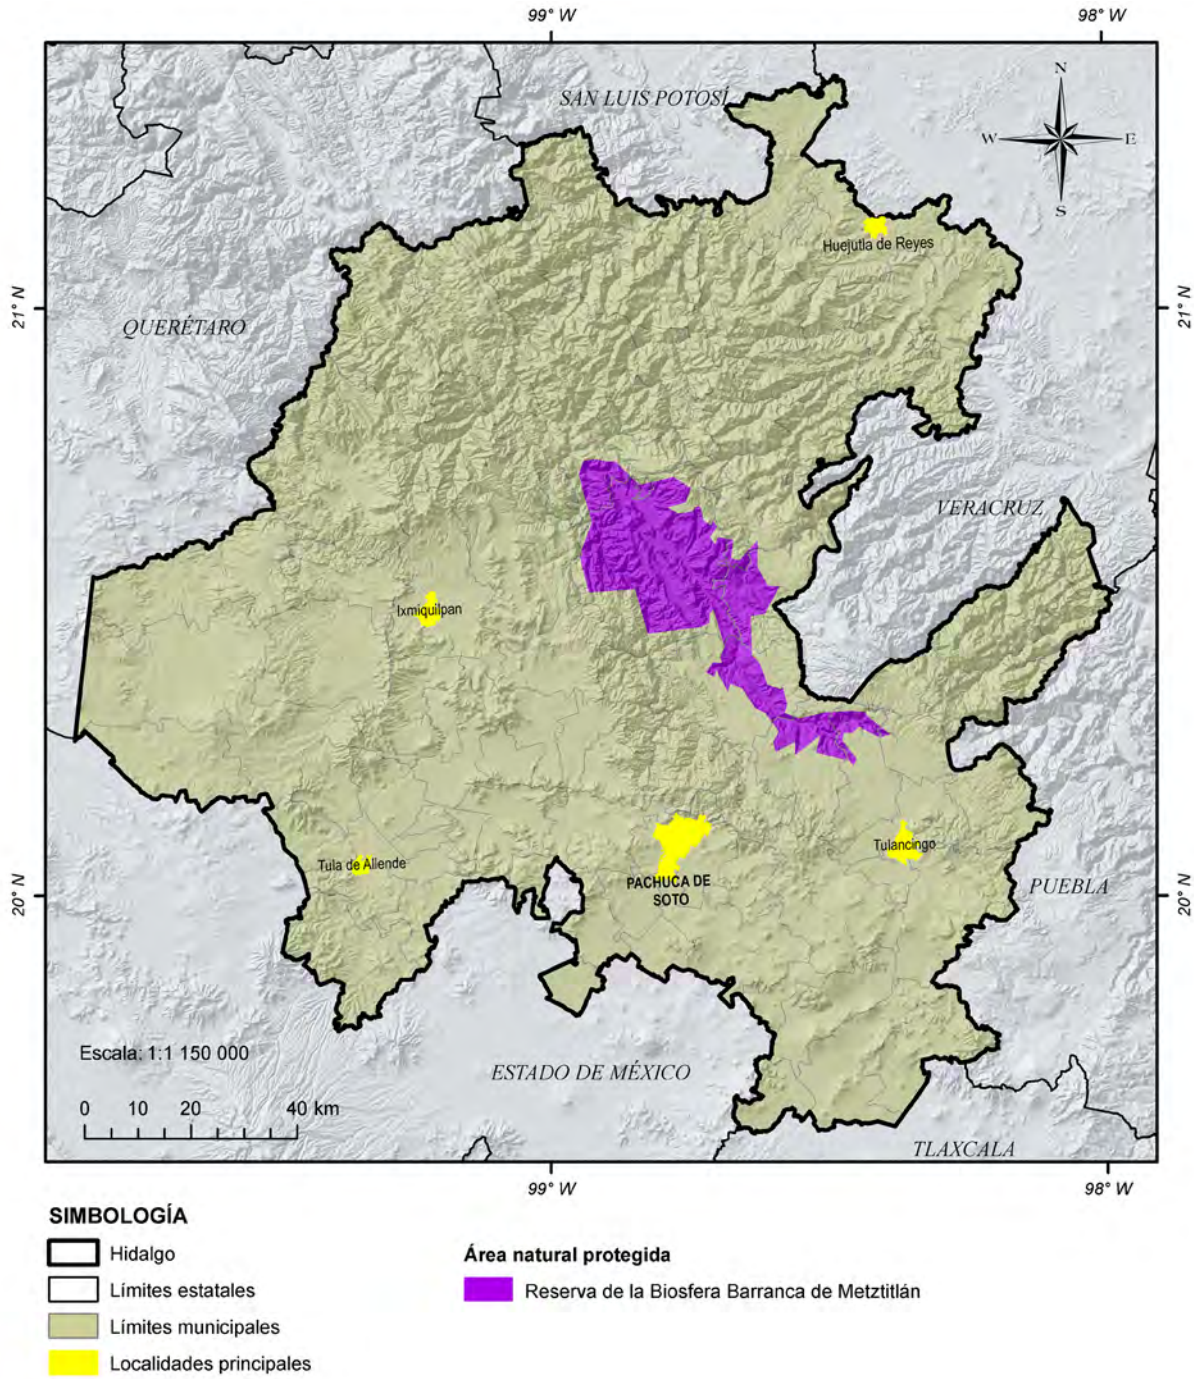 99° W
98° W
SAN LUIS POTOSÍ
N
W
E
S
Huejutla de Reyes
21° N
21° N
QUERÉTARO
VERACRUZ
Ixmiquilpan
Tulancingo
Tula de Allende
PACHUCA DE
SOTO
PUEBLA
20° N
20° N
Escala: 1:1 150 000
ESTADO DE MÉXICO
0 10 20 40 km
TLAXCALA
99° W
98° W
SIMBOLOGÍA
Hidalgo
Límites estatales
Límites municipales
Localidades principales
Área natural protegida
Reserva de la Biosfera Barranca de Metztitlán